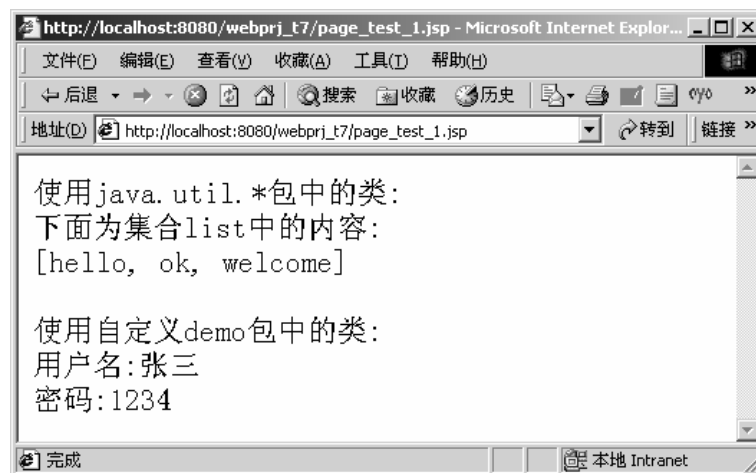 http://localhost:8080/webprj_t7/page_test_1.jsp - Microsoft Internet Explor...
文件(F) 编辑(E) 查看(V) 收藏(A) 工具(T) 帮助(H)
后退 搜索 收藏 历史 »
地址(D) http://localhost:8080/webprj_t7/page_test_1.jsp 转到 链接 »
使用java.util.*包中的类:
下面为集合list中的内容:
[hello, ok, welcome]
使用自定义demo包中的类:
用户名:张三
密码:1234
完成 本地 Intranet